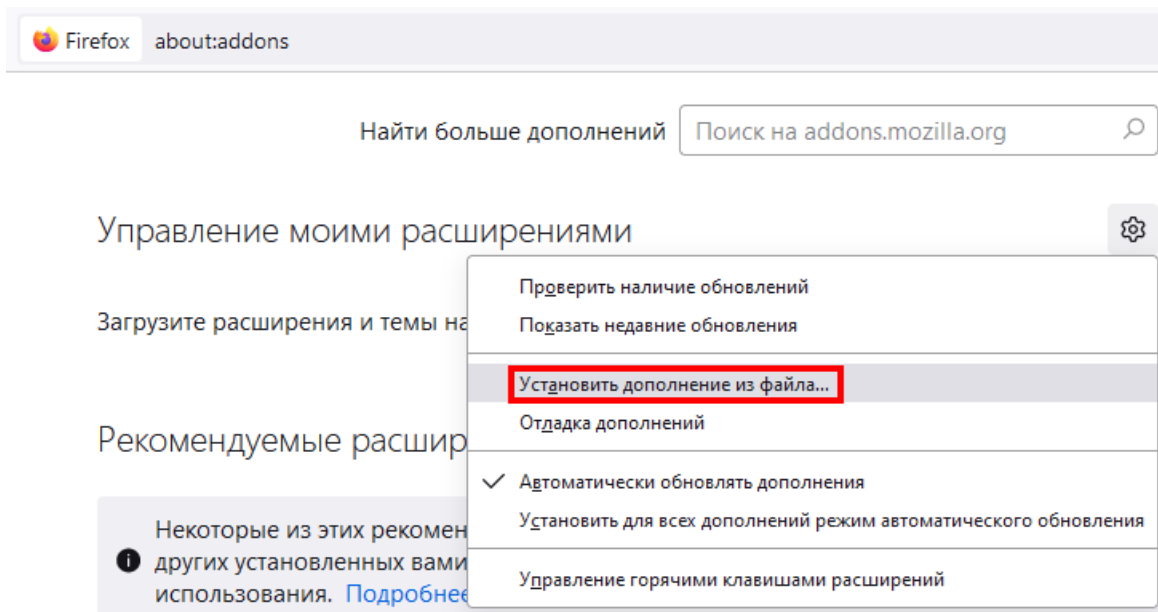 Firefox about:addons
Найти больше дополнений Поиск на addons.mozilla.org
Управление моими расширениями
Проверить наличие обновлений
Загрузите расширения и темы на
Показать недавние обновления
Установить дополнение из файла...
Отладка дополнений
Рекомендуемые расшир
Автоматически обновлять дополнения
Установить для всех дополнений режим автоматического обновления
Некоторые из этих рекомен
других установленных вами
использования. Подробнее
Управление горячими клавишами расширений